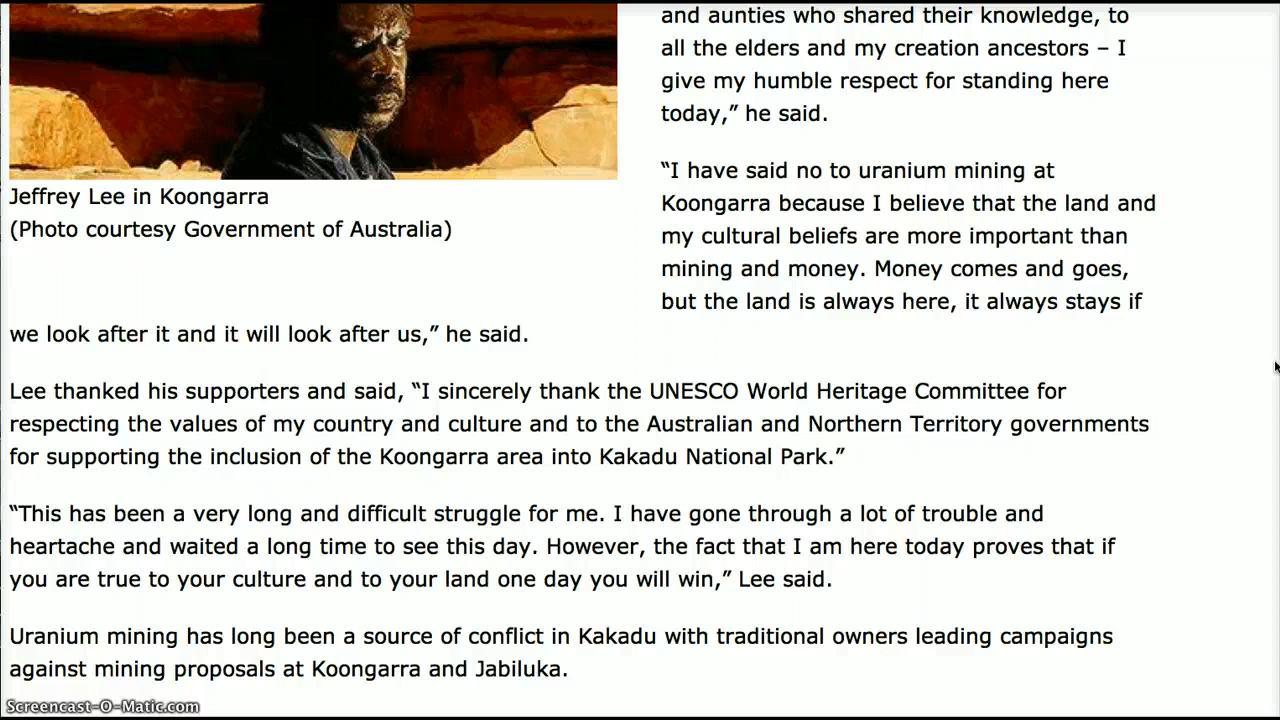 and aunties who shared their knowledge, to
all the elders and my creation ancestors – I
give my humble respect for standing here
today,” he said.
“I have said no to uranium mining at
Koongarra because I believe that the land and
my cultural beliefs are more important than
mining and money. Money comes and goes,
but the land is always here, it always stays if
we look after it and it will look after us,” he said.
Jeffrey Lee in Koongarra
(Photo courtesy Government of Australia)
Lee thanked his supporters and said, “I sincerely thank the UNESCO World Heritage Committee for
respecting the values of my country and culture and to the Australian and Northern Territory governments
for supporting the inclusion of the Koongarra area into Kakadu National Park.”
“This has been a very long and difficult struggle for me. I have gone through a lot of trouble and
heartache and waited a long time to see this day. However, the fact that I am here today proves that if
you are true to your culture and to your land one day you will win,” Lee said.
Uranium mining has long been a source of conflict in Kakadu with traditional owners leading campaigns
against mining proposals at Koongarra and Jabiluka.
Screencast-O-Matic.com